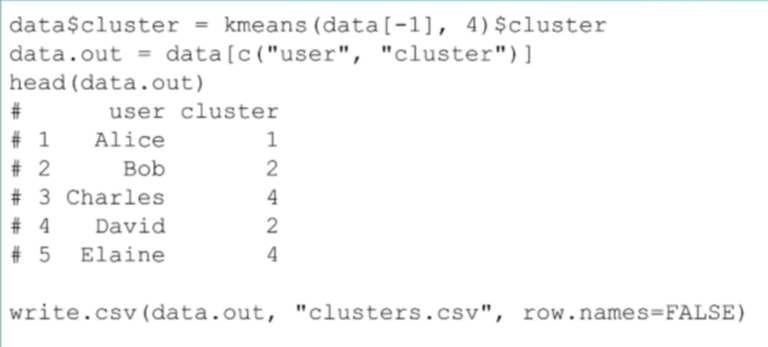 data$cluster = kmeans(data[-1], 4)$cluster
data.out = data[c("user", "cluster")]
head(data.out)
#      user cluster
# 1   Alice       1
# 2     Bob       2
# 3 Charles       4
# 4   David       2
# 5  Elaine       4
write.csv(data.out, "clusters.csv", row.names=FALSE)